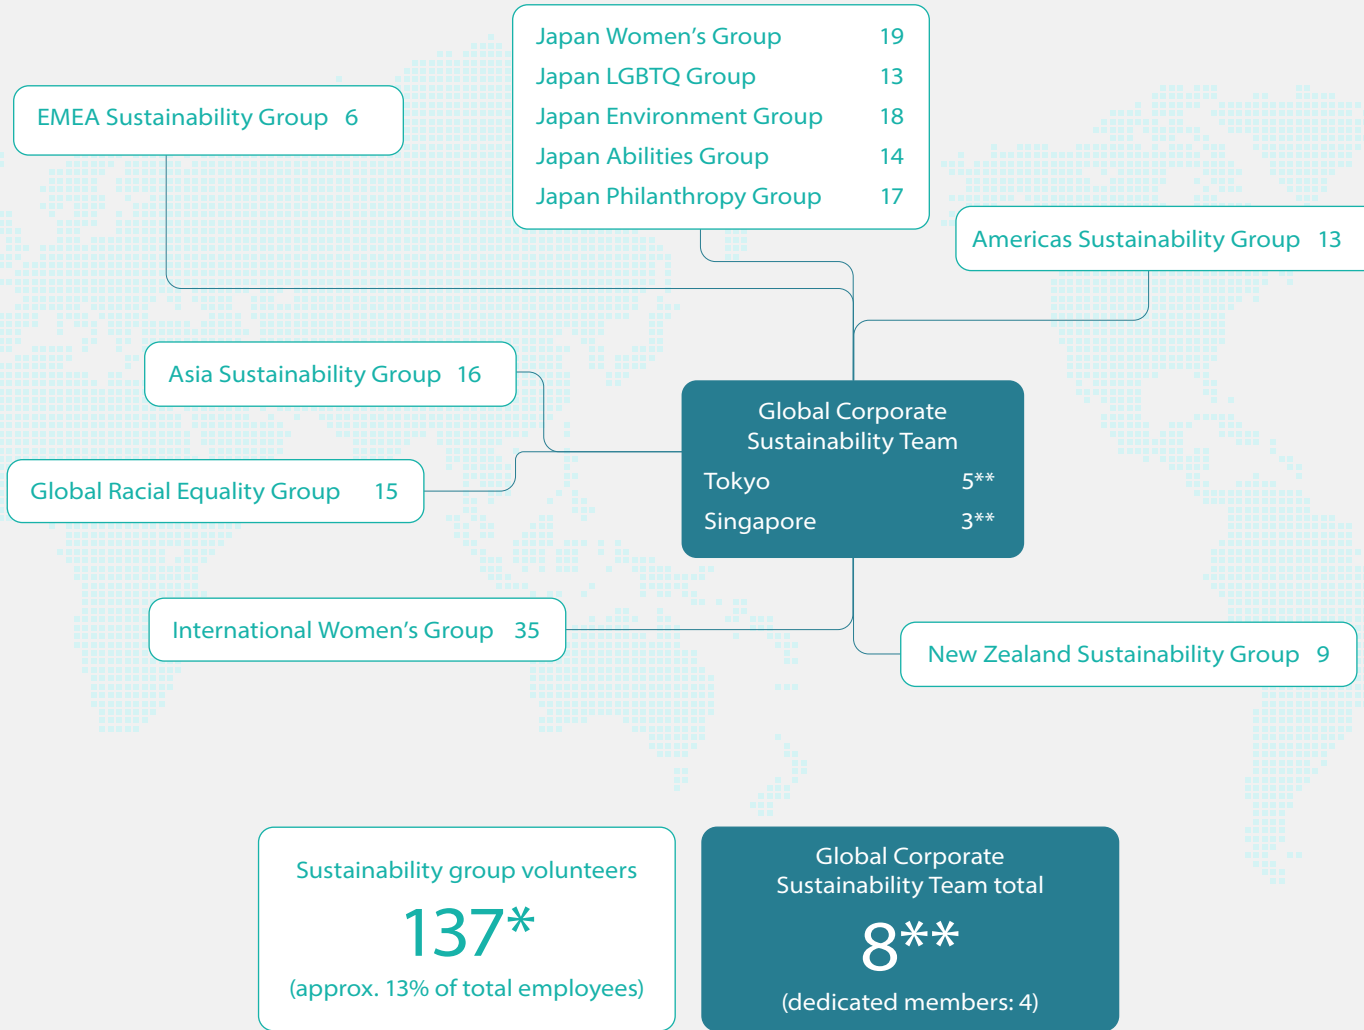 Japan Women’s Group 19
Japan LGBTQ Group 13
Japan Environment Group 18
Japan Abilities Group 14
Japan Philanthropy Group 17
EMEA Sustainability Group 6
Americas Sustainability Group 13
Asia Sustainability Group 16
Global Corporate
Sustainability Team
Tokyo 5**
Singapore 3**
Global Racial Equality Group 15
International Women’s Group 35
New Zealand Sustainability Group 9
Sustainability group volunteers
137*
(approx. 13% of total employees)
Global Corporate
Sustainability Team total
8**
(dedicated members: 4)